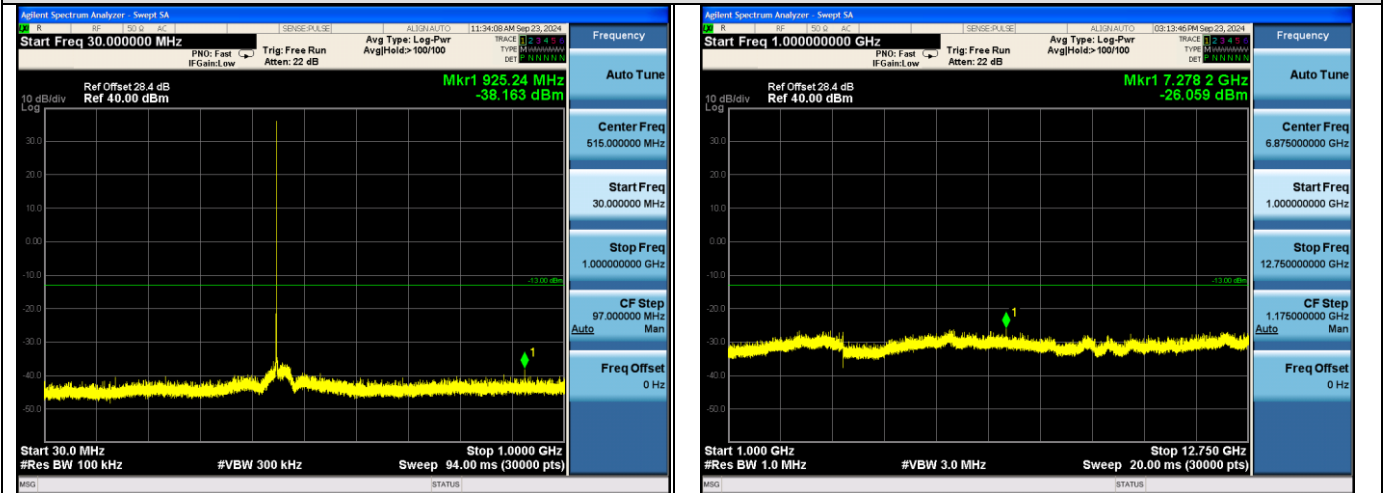 Agilent Spectrum Analyzer - Swept SA
R RF 50 Ω AC SENSE:PULSE ALIGN AUTO 11:34:08 AM Sep 23, 2024
Start Freq 30.000000 MHz
PNO: Fast
IFGain:Low
Trig: Free Run
Atten: 22 dB
Avg Type: Log-Pwr
Avg|Hold:>100/100
TRACE 1 2 3 4 5 6
TYPE M
DET P N N N N N
Ref Offset 28.4 dB
Ref 40.00 dBm
10 dB/div
Log
Mkr1 925.24 MHz
-38.163 dBm
30.0
20.0
10.0
0.00
-10.0
-20.0
-30.0
-40.0
-50.0
-13.00 dBm
1
Start 30.0 MHz
Stop 1.0000 GHz
#Res BW 100 kHz
#VBW 300 kHz
Sweep 94.00 ms (30000 pts)
MSG
STATUS
Frequency
Auto Tune
Center Freq
515.000000 MHz
Start Freq
30.000000 MHz
Stop Freq
1.000000000 GHz
CF Step
97.000000 MHz
Auto Man
Freq Offset
0 Hz
Agilent Spectrum Analyzer - Swept SA
R RF 50 Ω AC SENSE:PULSE ALIGN AUTO 03:13:46 PM Sep 23, 2024
Start Freq 1.000000000 GHz
PNO: Fast
IFGain:Low
Trig: Free Run
Atten: 22 dB
Avg Type: Log-Pwr
Avg|Hold:>100/100
TRACE 1 2 3 4 5 6
TYPE M
DET P N N N N N
Ref Offset 28.4 dB
Ref 40.00 dBm
10 dB/div
Log
Mkr1 7.278 2 GHz
-26.059 dBm
30.0
20.0
10.0
0.00
-10.0
-20.0
-30.0
-40.0
-50.0
-13.00 dBm
1
Start 1.000 GHz
Stop 12.750 GHz
#Res BW 1.0 MHz
#VBW 3.0 MHz
Sweep 20.00 ms (30000 pts)
MSG
STATUS
Frequency
Auto Tune
Center Freq
6.875000000 GHz
Start Freq
1.000000000 GHz
Stop Freq
12.750000000 GHz
CF Step
1.175000000 GHz
Auto Man
Freq Offset
0 Hz